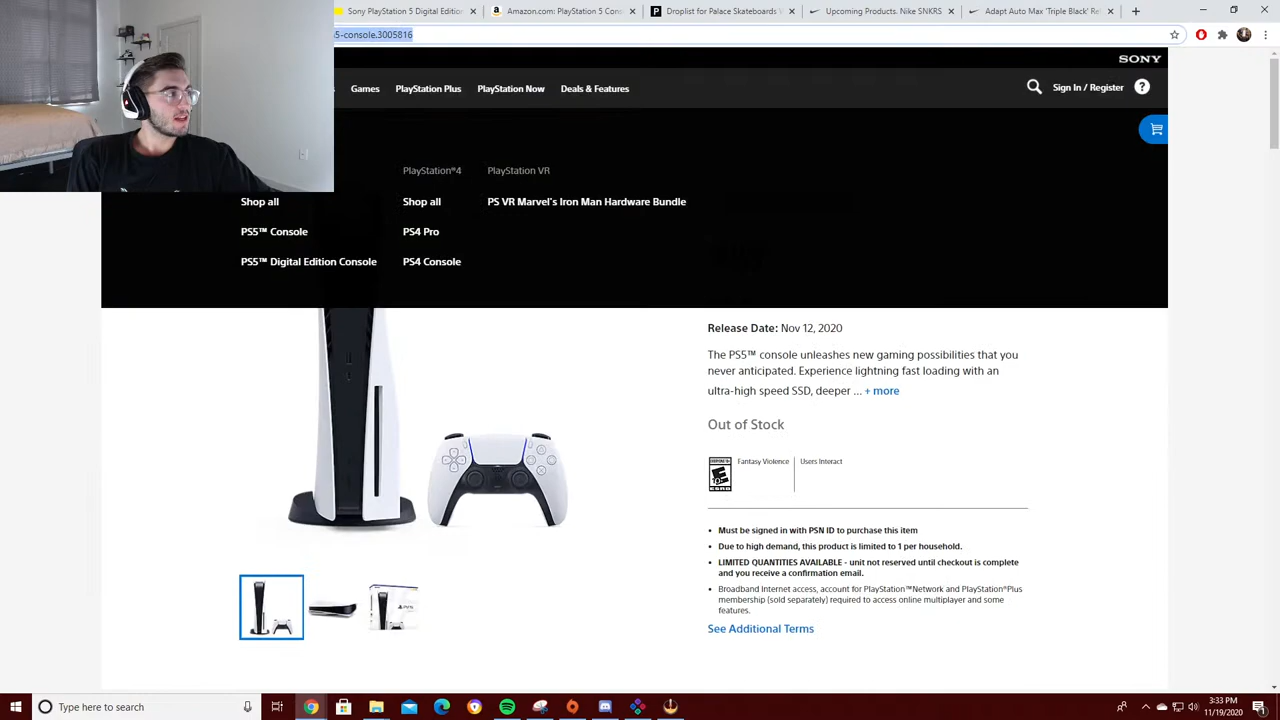 Sony PlayStation 5 Digital Edition
Amazon.com: PlayStation 5 Con
Droplist for Palace Skateboards
Upcoming Products. Nike SNKRS
Air Max 'Triple Black' Re
5-console.3005816
SONY
Games
PlayStation Plus
PlayStation Now
Deals & Features
Sign In / Register
PlayStation®4
PlayStation VR
Shop all
Shop all
PS VR Marvel's Iron Man Hardware Bundle
PS5™ Console
PS4 Pro
PS5™ Digital Edition Console
PS4 Console
Release Date: Nov 12, 2020
The PS5™ console unleashes new gaming possibilities that you
never anticipated. Experience lightning fast loading with an
ultra-high speed SSD, deeper ... + more
Out of Stock
Fantasy Violence
Users Interact
Must be signed in with PSN ID to purchase this item
Due to high demand, this product is limited to 1 per household.
LIMITED QUANTITIES AVAILABLE - unit not reserved until checkout is complete
and you receive a confirmation email.
Broadband Internet access, account for PlayStation™Network and PlayStation®Plus
membership (sold separately) required to access online multiplayer and some
features.
See Additional Terms
Type here to search
3:33 PM
11/19/2020